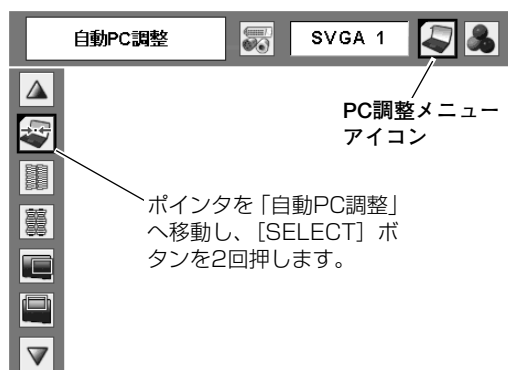 自動PC調整
SVGA 1
PC調整メニュー
アイコン
ポインタを「自動PC調整」
へ移動し、[SELECT] ボ
タンを2回押します。